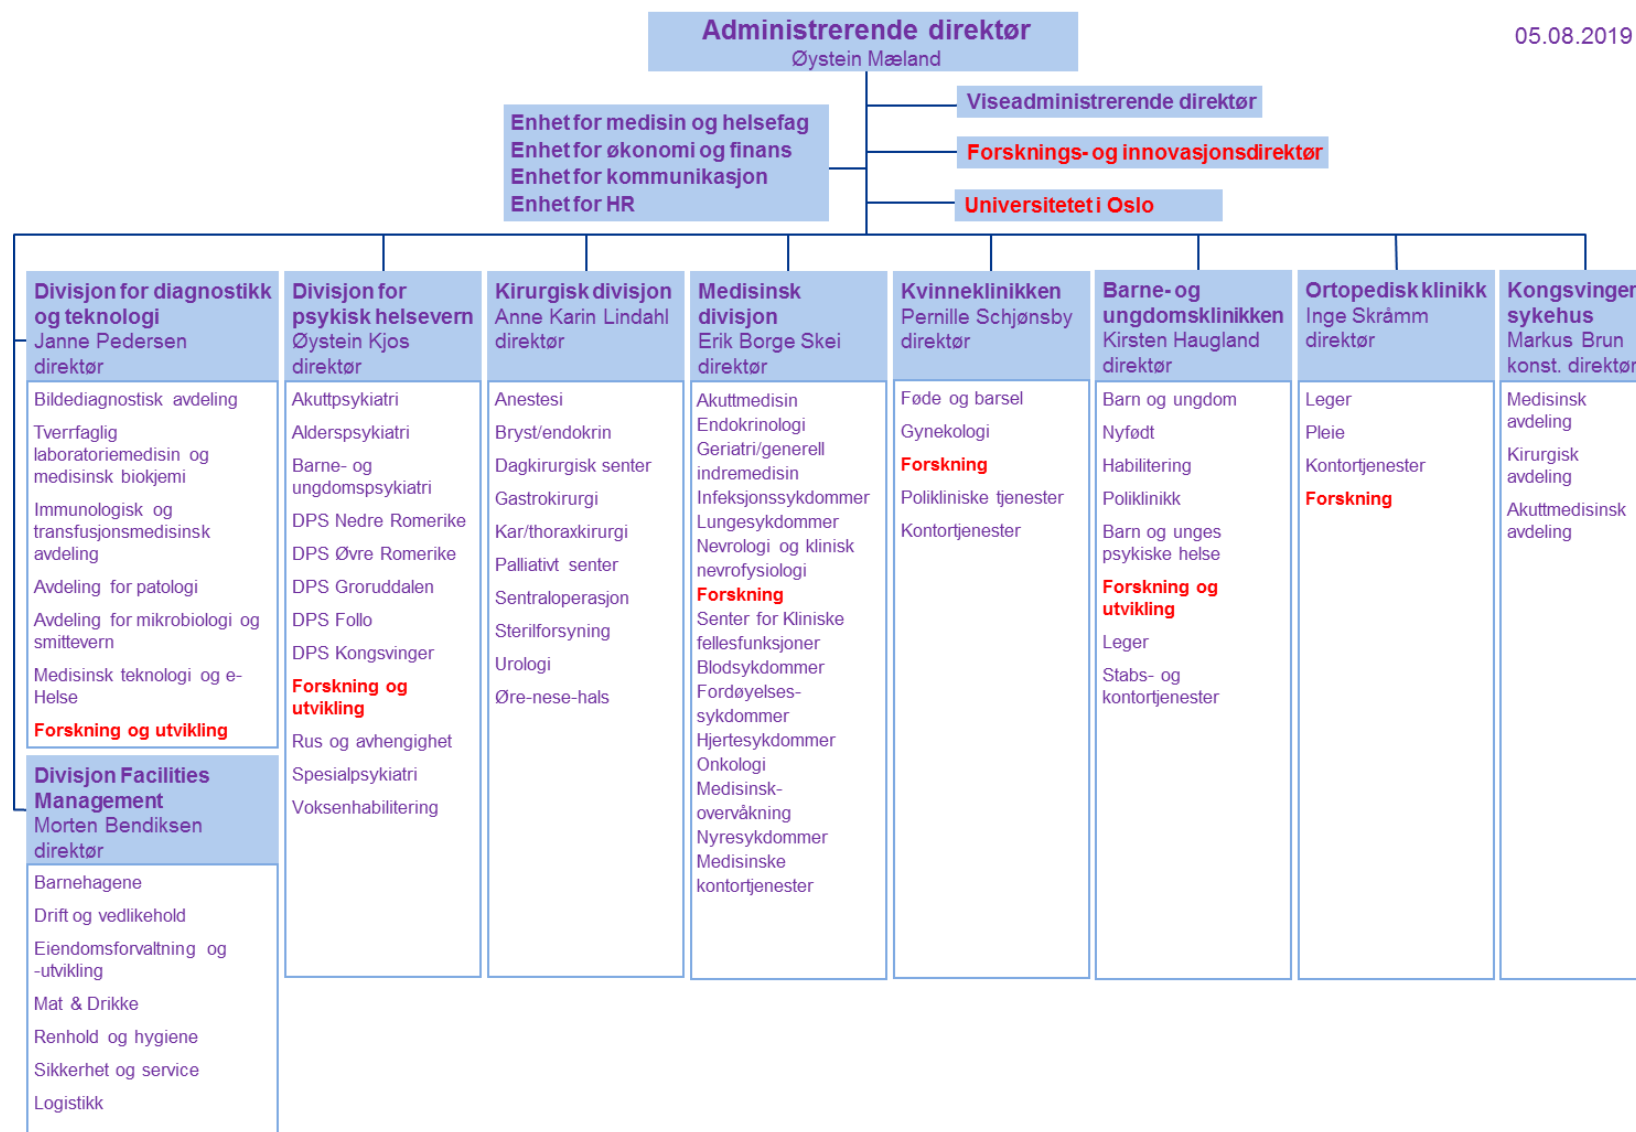 Administrerende direktør
Øystein Mæland
05.08.2019
Viseadministrerende direktør
Enhet for medisin og helsefag
Enhet for økonomi og finans
Enhet for kommunikasjon
Enhet for HR
Forsknings- og innovasjonsdirektør
Universitetet i Oslo
Divisjon for diagnostikk
og teknologi
Janne Pedersen
direktør
Bildediagnostisk avdeling
Tverrfaglig
laboratoriemedisin og
medisinsk biokjemi
Immunologisk og
transfusjonsmedisinsk
avdeling
Avdeling for patologi
Avdeling for mikrobiologi og
smittevern
Medisinsk teknologi og e-
Helse
Forskning og utvikling
Divisjon Facilities
Management
Morten Bendiksen
direktør
Barnehagene
Drift og vedlikehold
Eiendomsforvaltning og
-utvikling
Mat & Drikke
Renhold og hygiene
Sikkerhet og service
Logistikk
Divisjon for
psykisk helsevern
Øystein Kjos
direktør
Akuttpsykiatri
Alderspsykiatri
Barne- og
ungdomspsykiatri
DPS Nedre Romerike
DPS Øvre Romerike
DPS Groruddalen
DPS Follo
DPS Kongsvinger
Forskning og
utvikling
Rus og avhengighet
Spesialpsykiatri
Voksenhabilitering
Kirurgisk divisjon
Anne Karin Lindahl
direktør
Anestesi
Bryst/endokrin
Dagkirurgisk senter
Gastrokirurgi
Kar/thoraxkirurgi
Palliativt senter
Sentraloperasjon
Sterilforsyning
Urologi
Øre-nese-hals
Medisinsk
divisjon
Erik Borge Skei
direktør
Akuttmedisin
Endokrinologi
Geriatri/generell
indremedisin
Infeksjonssykdommer
Lungesykdommer
Nevrologi og klinisk
nevrofysiologi
Forskning
Senter for Kliniske
fellesfunksjoner
Blodsykdommer
Fordøyelses-
sykdommer
Hjertesykdommer
Onkologi
Medisinsk-
overvåkning
Nyresykdommer
Medisinske
kontortjenester
Kvinneklinikken
Pernille Schjønsby
direktør
Føde og barsel
Gynekologi
Forskning
Polikliniske tjenester
Kontortjenester
Barne- og
ungdomsklinikken
Kirsten Haugland
direktør
Barn og ungdom
Nyfødt
Habilitering
Poliklinikk
Barn og unges
psykiske helse
Forskning og
utvikling
Leger
Stabs- og
kontortjenester
Ortopedisk klinikk
Inge Skråmm
direktør
Leger
Pleie
Kontortjenester
Forskning
Kongsvinger
sykehus
Markus Brun
konst. direktør
Medisinsk
avdeling
Kirurgisk
avdeling
Akuttmedisinsk
avdeling